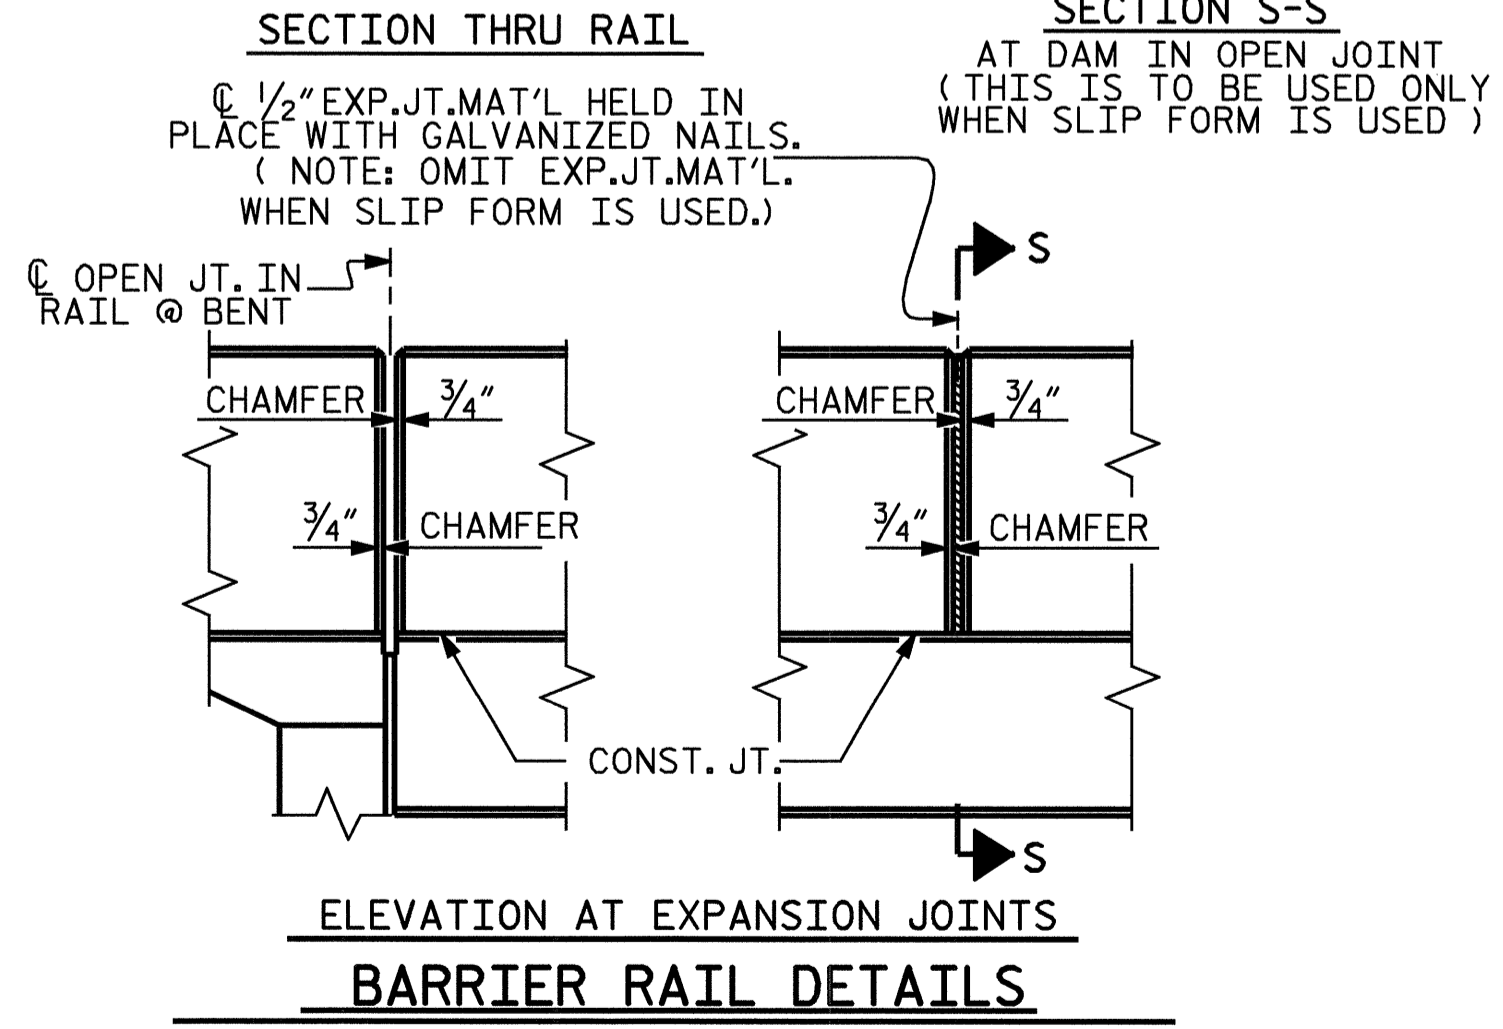 SECTION THRU RAIL
℄ 1/2" EXP.JT.MAT'L HELD IN
PLACE WITH GALVANIZED NAILS.
( NOTE: OMIT EXP.JT.MAT'L.
WHEN SLIP FORM IS USED.)
SECTION S-S
AT DAM IN OPEN JOINT
( THIS IS TO BE USED ONLY
WHEN SLIP FORM IS USED )
℄ OPEN JT. IN
RAIL @ BENT
S
CHAMFER 3/4"
3/4" CHAMFER
CHAMFER 3/4"
3/4" CHAMFER
CONST. JT.
S
ELEVATION AT EXPANSION JOINTS
BARRIER RAIL DETAILS